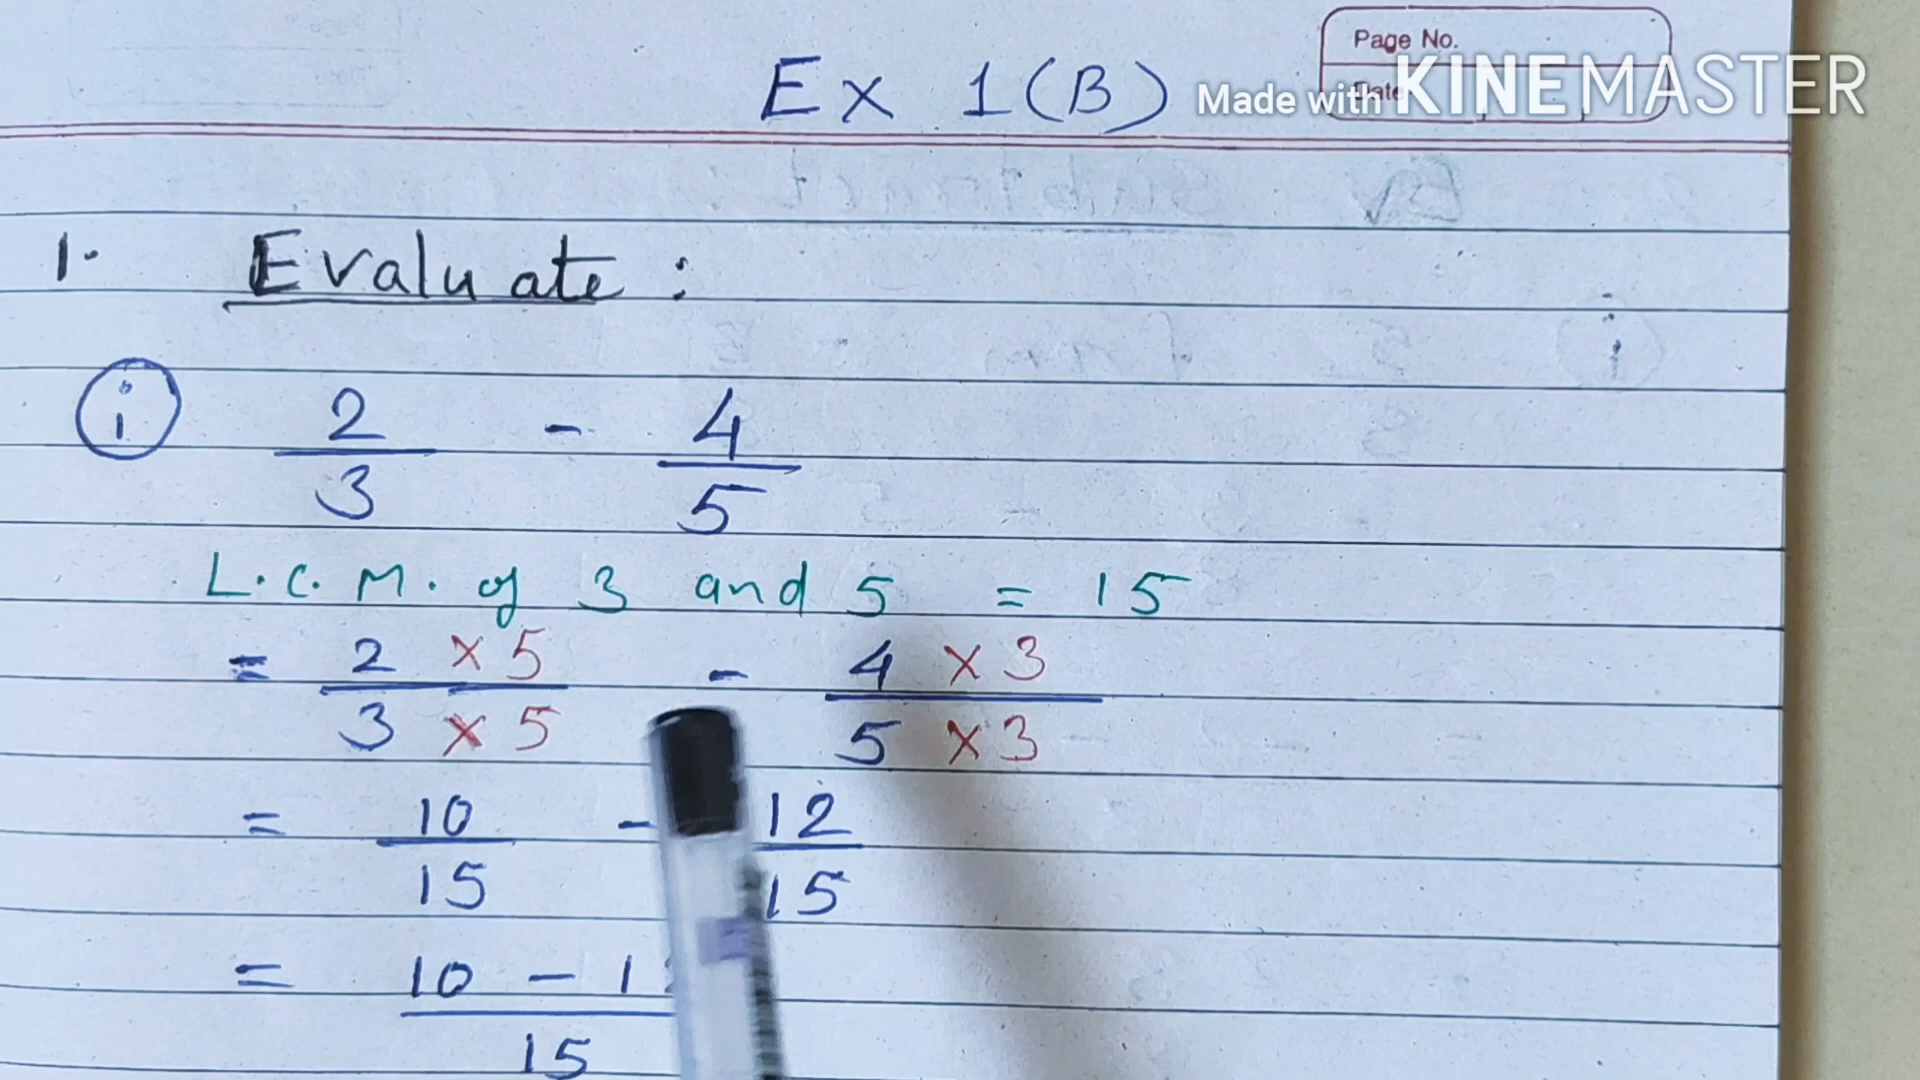 Page No.
Date
Made with KINEMASTER
Ex 1(B)
1. Evaluate :
i 2/3 - 4/5
L.C.M. of 3 and 5 = 15
= 2 × 5 / 3 × 5 - 4 × 3 / 5 × 3
= 10/15 - 12/15
= 10 - 1 / 15